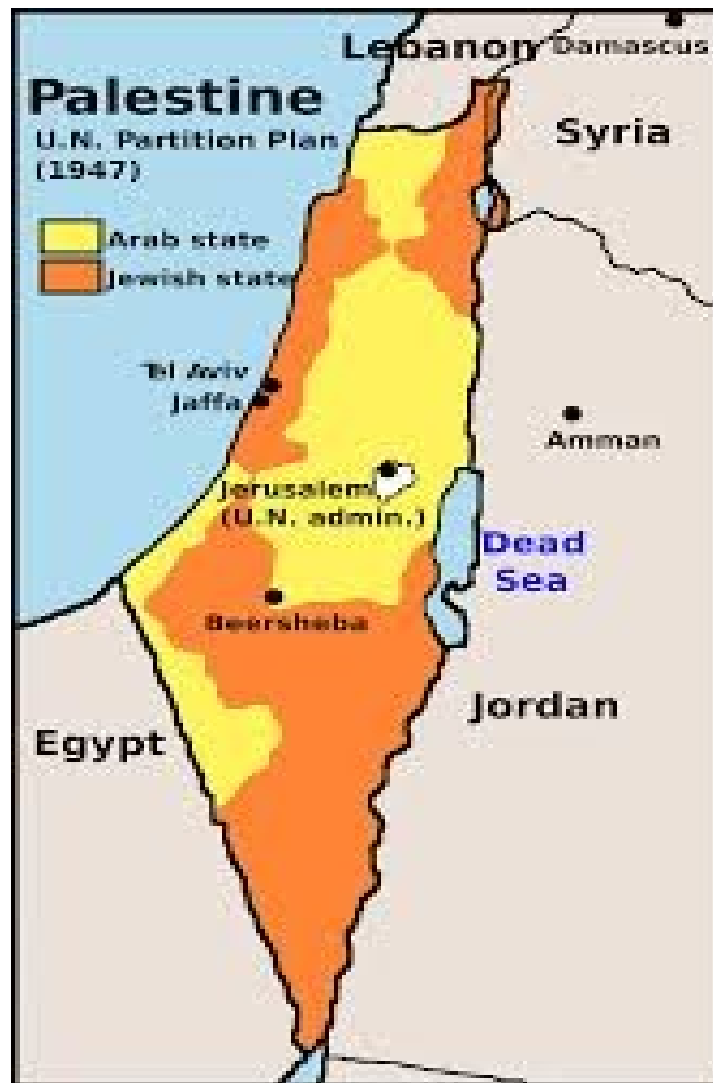 Lebanon
Damascus
Palestine
U.N. Partition Plan
(1947)
Syria
Arab state
Jewish state
Tel Aviv
Jaffa
Amman
Jerusalem
(U.N. admin.)
Dead
Sea
Beersheba
Jordan
Egypt